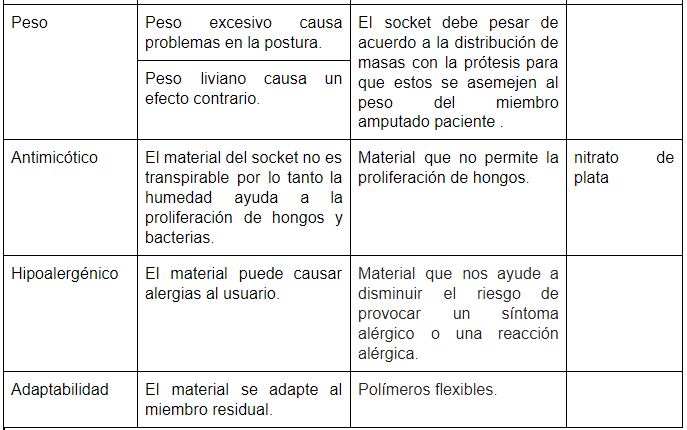 Peso
Peso excesivo causa
problemas en la postura.
Peso liviano causa un
efecto contrario.
El socket debe pesar de
acuerdo a la distribución de
masas con la prótesis para
que estos se asemejen al
peso del miembro
amputado paciente .
Antimicótico
El material del socket no es
transpirable por lo tanto la
humedad ayuda a la
proliferación de hongos y
bacterias.
Material que no permite la
proliferación de hongos.
nitrato de
plata
Hipoalergénico
El material puede causar
alergias al usuario.
Material que nos ayude a
disminuir el riesgo de
provocar un síntoma
alérgico o una reacción
alérgica.
Adaptabilidad
El material se adapte al
miembro residual.
Polímeros flexibles.